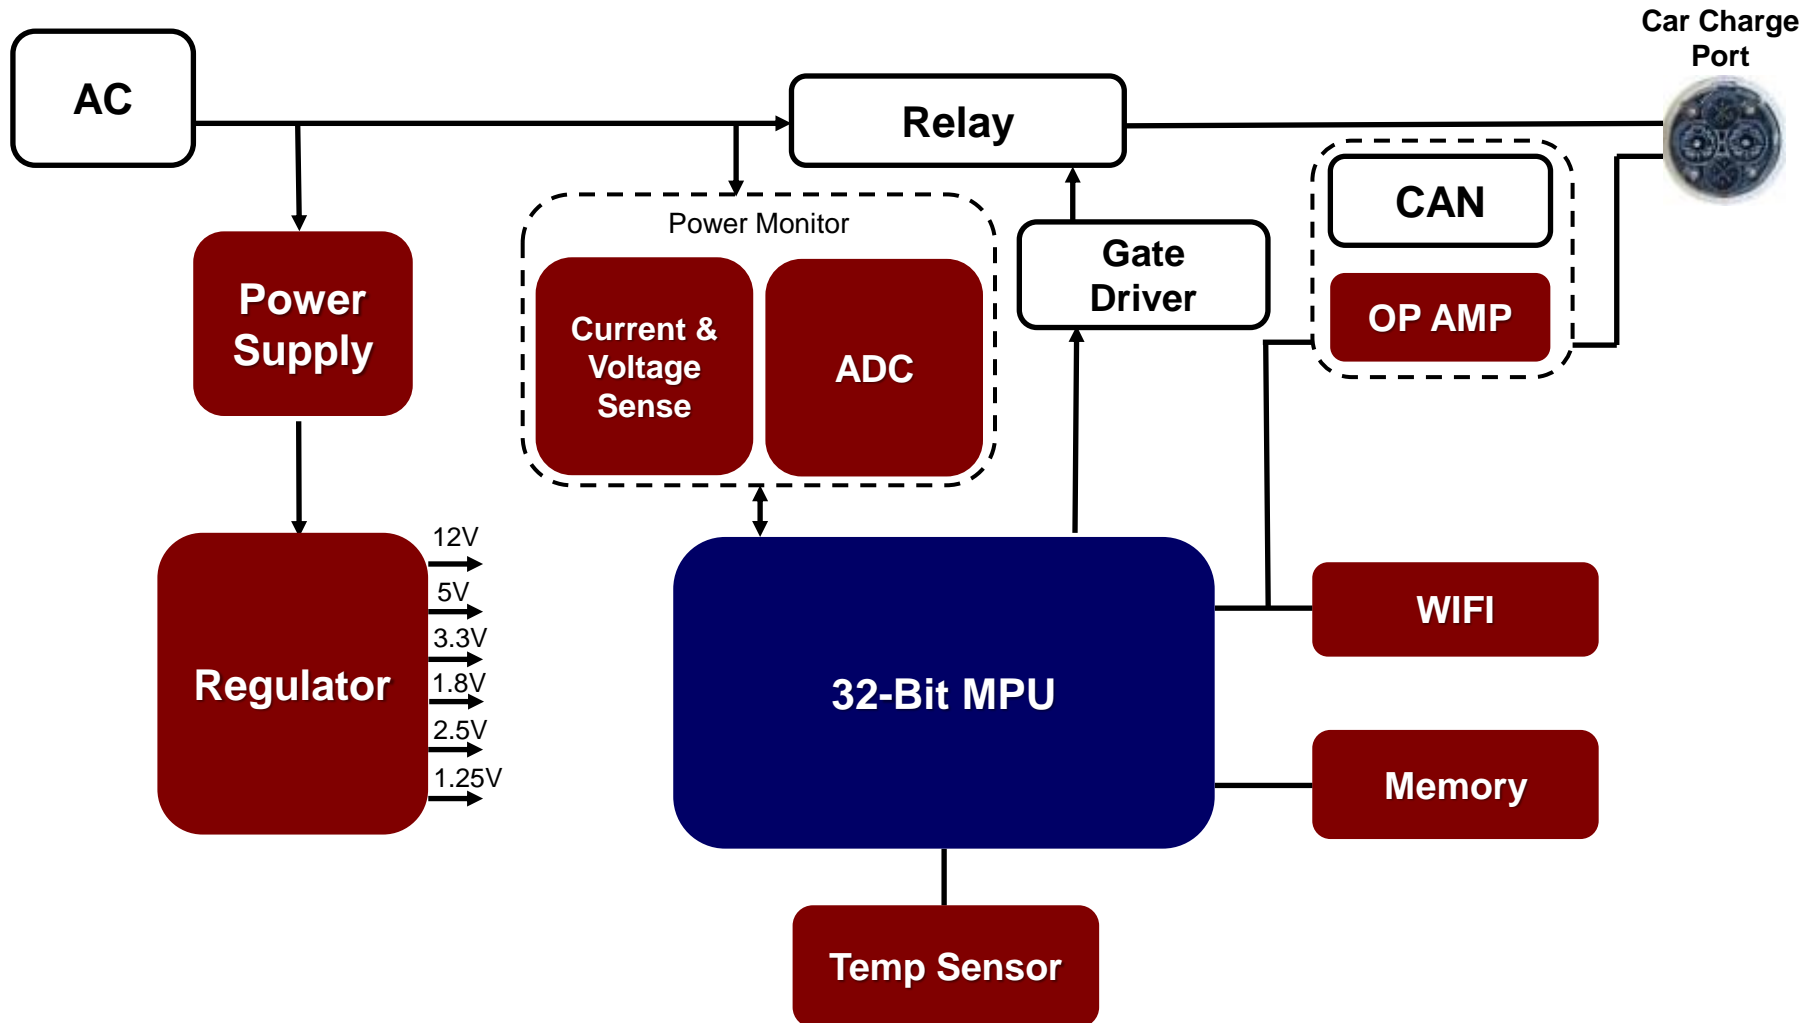 Car Charge
Port
AC
Relay
CAN
Power Monitor
Gate
Driver
Power
Supply
Current &
Voltage
Sense
ADC
OP AMP
12V
5V
3.3V
1.8V
2.5V
1.25V
Regulator
32-Bit MPU
WIFI
Memory
Temp Sensor